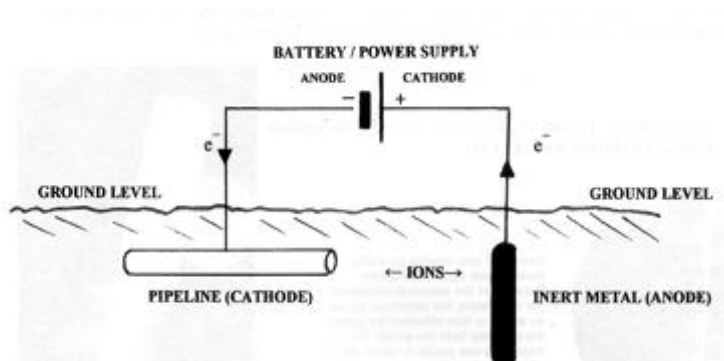 BATTERY / POWER SUPPLY
ANODE − + CATHODE
e⁻ e⁻
GROUND LEVEL GROUND LEVEL
← IONS→
PIPELINE (CATHODE) INERT METAL (ANODE)